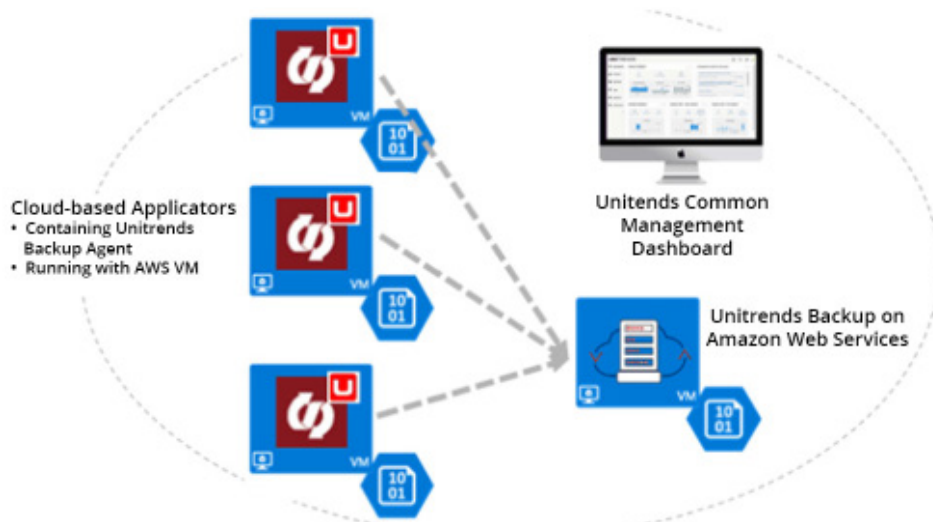 U
VM
10
01
Cloud-based Applicators
• Containing Unitrends
Backup Agent
• Running with AWS VM
U
VM
10
01
U
VM
10
01
Unitends Common
Management
Dashboard
Unitrends Backup on
Amazon Web Services
VM
10
01